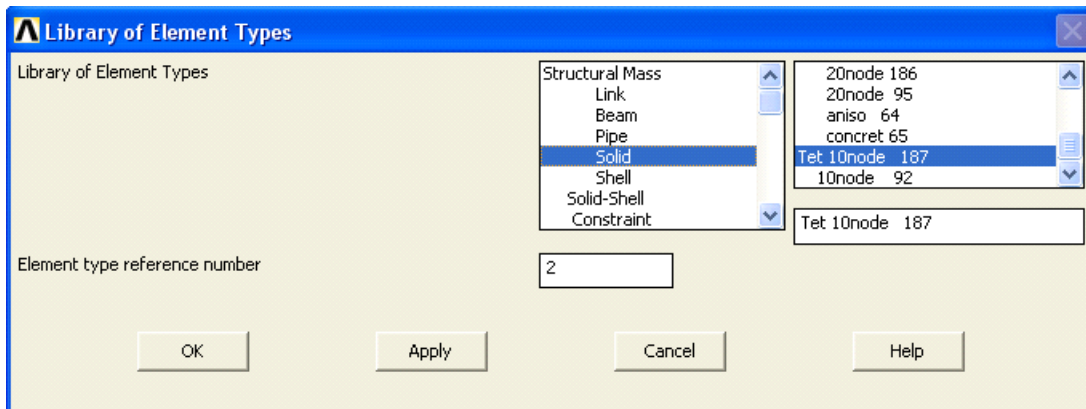 Library of Element Types
Library of Element Types
Structural Mass
Link
Beam
Pipe
Solid
Shell
Solid-Shell
Constraint
20node 186
20node 95
aniso 64
concret 65
Tet 10node 187
10node 92
Tet 10node 187
Element type reference number
2
OK
Apply
Cancel
Help